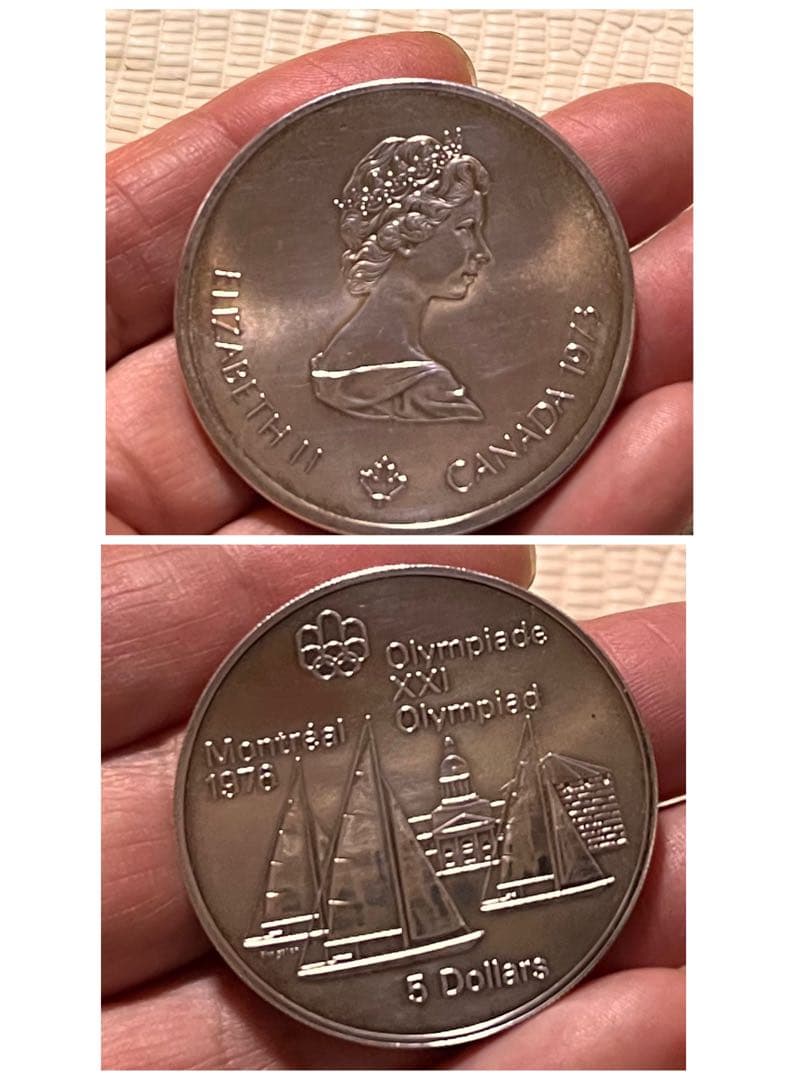 ELIZABETH II
CANADA 1973
Olympiade
XXI
Olympiad
Montréal
1976
5 Dollars